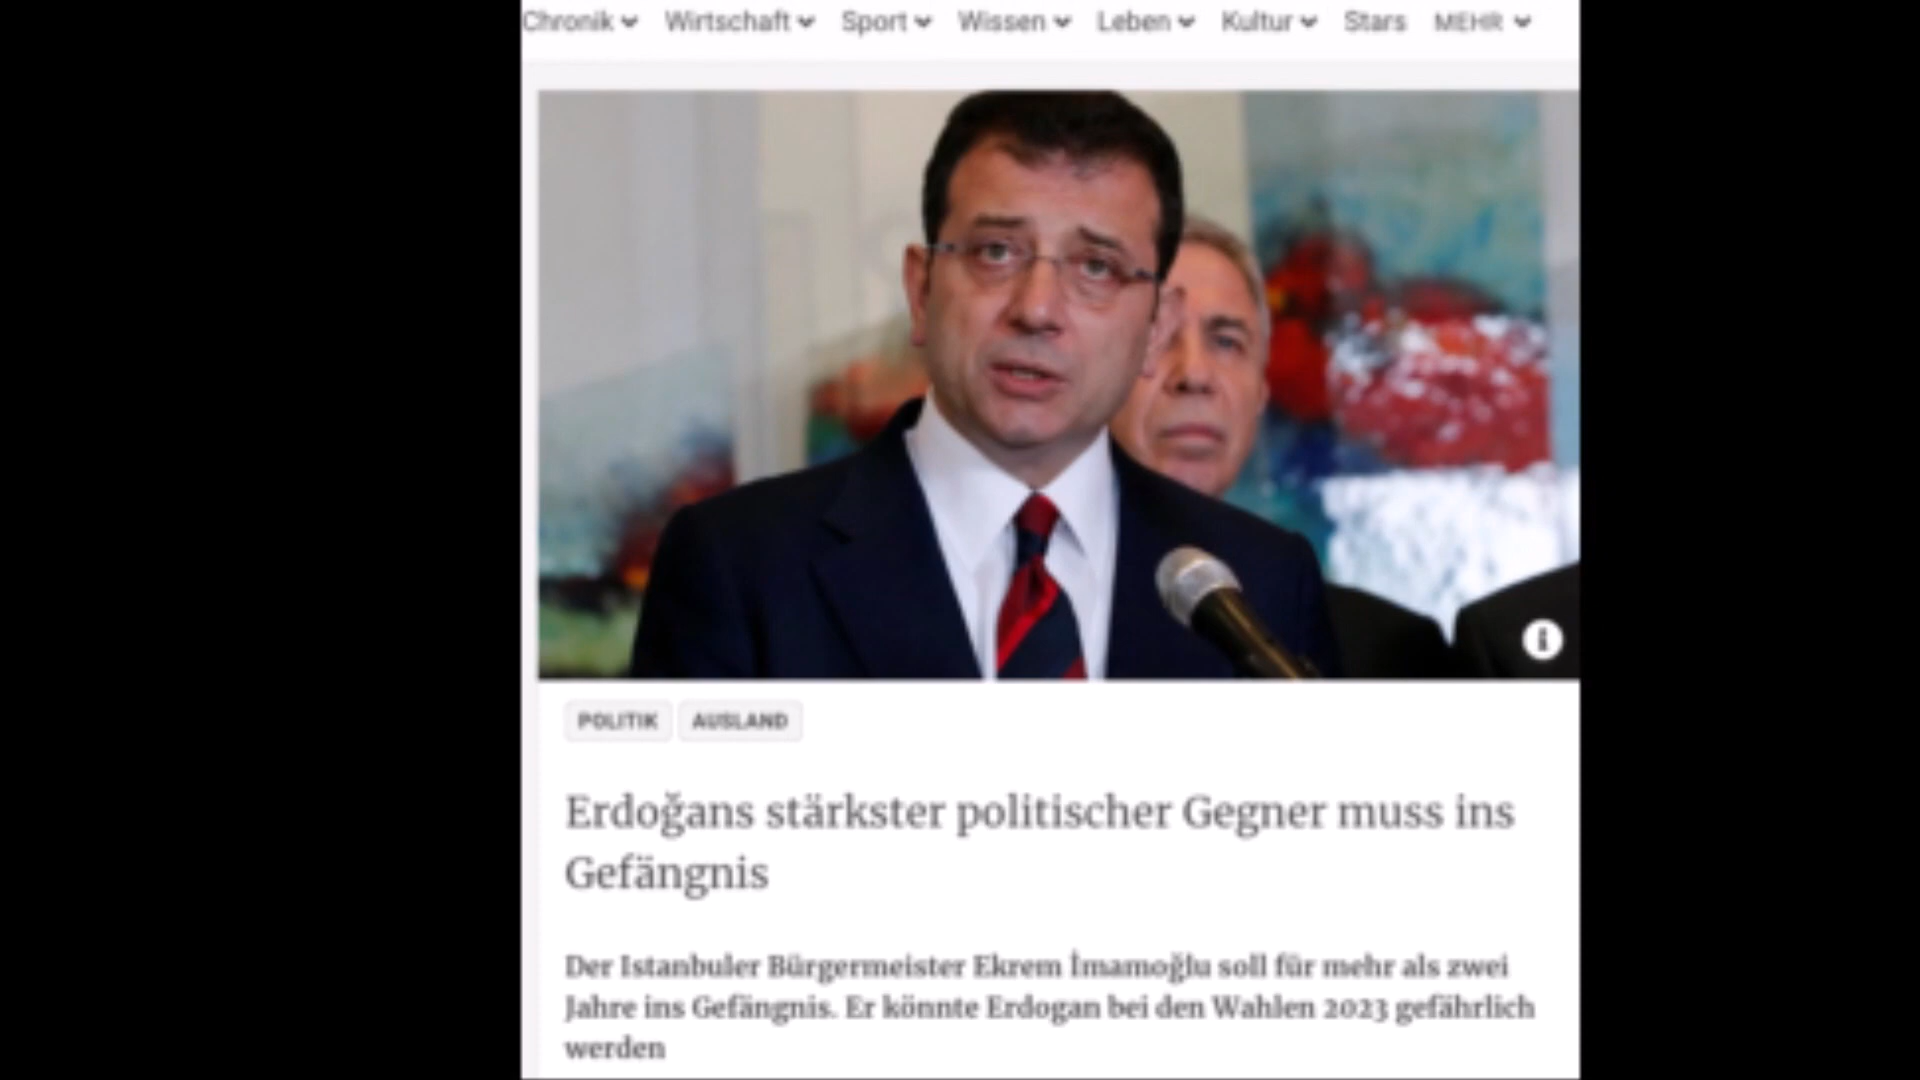 Chronik Wirtschaft Sport Wissen Leben Kultur Stars MEHR
POLITIK AUSLAND
Erdoğans stärkster politischer Gegner muss ins
Gefängnis
Der Istanbuler Bürgermeister Ekrem İmamoğlu soll für mehr als zwei
Jahre ins Gefängnis. Er könnte Erdogan bei den Wahlen 2023 gefährlich
werden